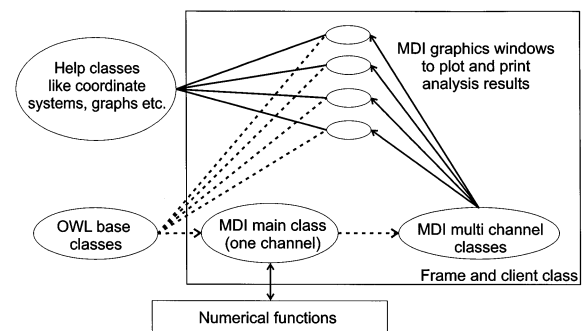 Help classes
like coordinate
systems, graphs etc.
MDI graphics windows
to plot and print
analysis results
OWL base
classes
MDI main class
(one channel)
MDI multi channel
classes
Frame and client class
Numerical functions